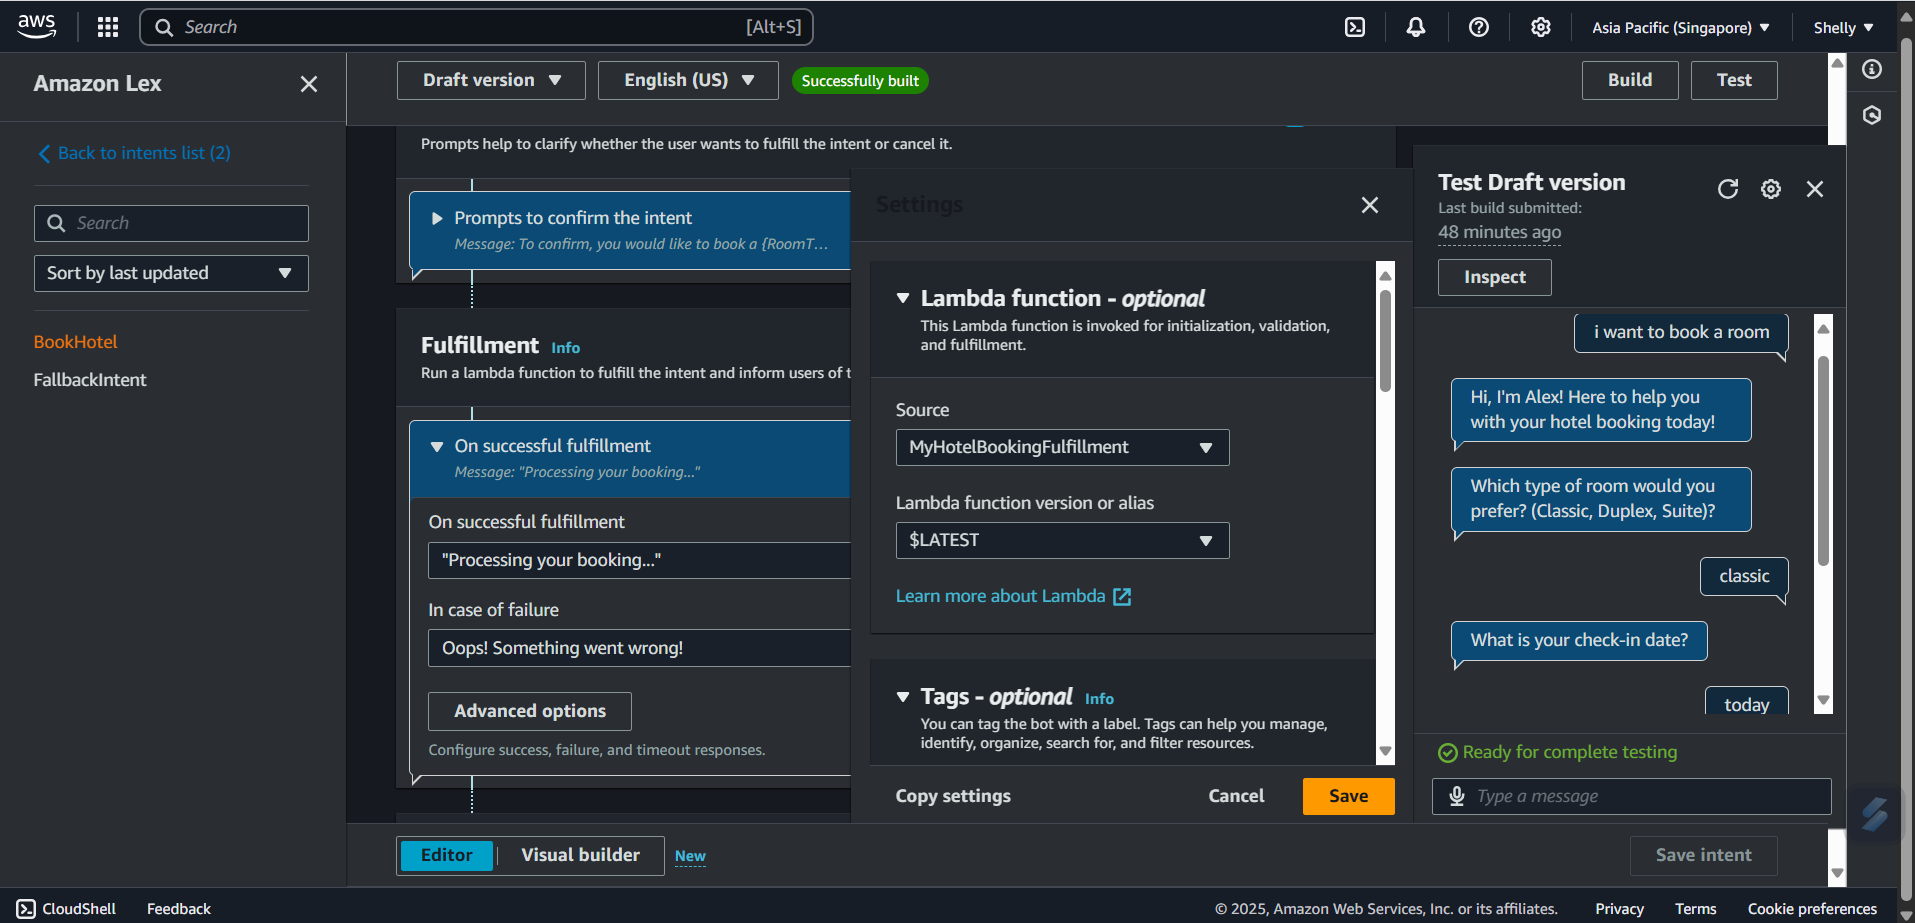 aws
Search
[Alt+S]
Asia Pacific (Singapore)
Shelly
Amazon Lex
Back to intents list (2)
Search
Sort by last updated
BookHotel
FallbackIntent
Draft version
English (US)
Successfully built
Build
Test
Prompts help to clarify whether the user wants to fulfill the intent or cancel it.
Prompts to confirm the intent
Message: To confirm, you would like to book a {RoomT...
Fulfillment Info
Run a lambda function to fulfill the intent and inform users of t
On successful fulfillment
Message: "Processing your booking..."
On successful fulfillment
"Processing your booking..."
In case of failure
Oops! Something went wrong!
Advanced options
Configure success, failure, and timeout responses.
Settings
Lambda function - optional
This Lambda function is invoked for initialization, validation,
and fulfillment.
Source
MyHotelBookingFulfillment
Lambda function version or alias
$LATEST
Learn more about Lambda
Tags - optional Info
You can tag the bot with a label. Tags can help you manage,
identify, organize, search for, and filter resources.
Copy settings
Cancel
Save
Test Draft version
Last build submitted:
48 minutes ago
Inspect
i want to book a room
Hi, I'm Alex! Here to help you
with your hotel booking today!
Which type of room would you
prefer? (Classic, Duplex, Suite)?
classic
What is your check-in date?
today
Ready for complete testing
Type a message
Editor
Visual builder
New
Save intent
CloudShell
Feedback
© 2025, Amazon Web Services, Inc. or its affiliates.
Privacy
Terms
Cookie preferences